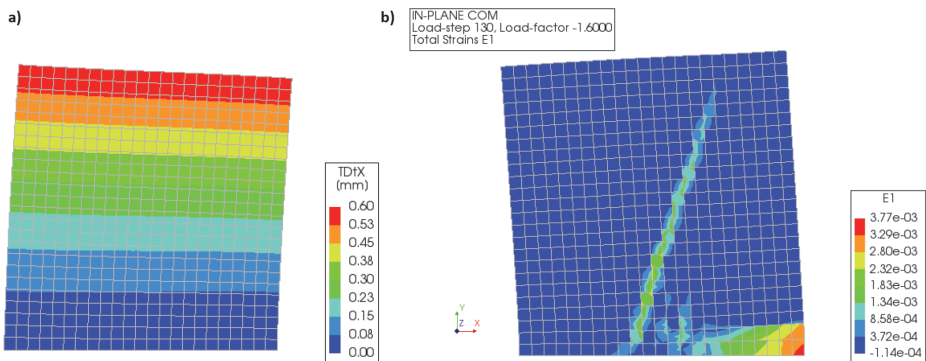 a)
TDtX
(mm)
0.60
0.53
0.45
0.38
0.30
0.23
0.15
0.08
0.00
b)
IN-PLANE COM
Load-step 130, Load-factor -1.6000
Total Strains E1
Y
Z X
E1
3.77e-03
3.29e-03
2.80e-03
2.32e-03
1.83e-03
1.34e-03
8.58e-04
3.72e-04
-1.14e-04